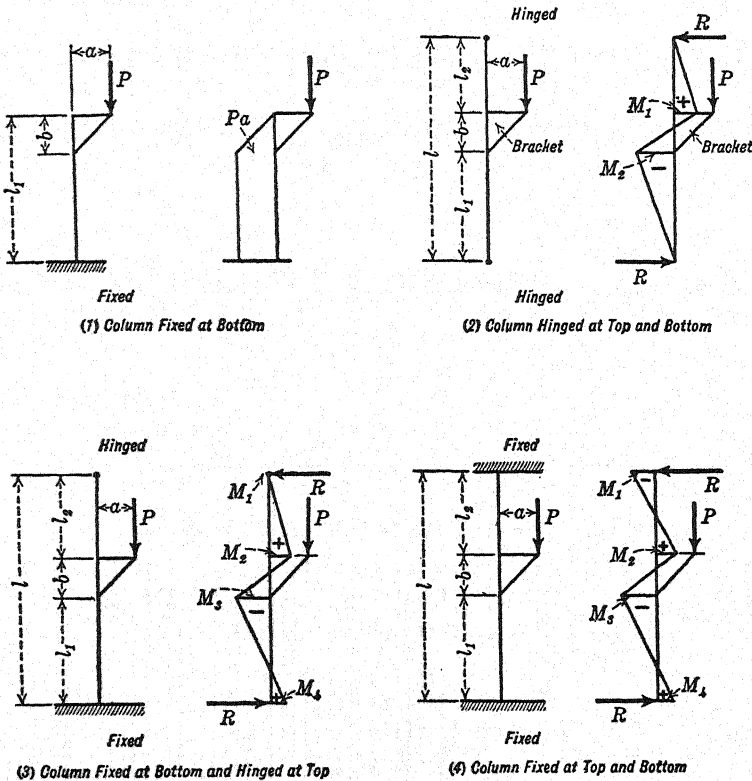 a
P
b
l₁
Pa
Fixed
(1) Column Fixed at Bottom
Hinged
a
P
l₂
b
l
l₁
Bracket
R
P
M₁
+
Bracket
M₂
−
R
Hinged
(2) Column Hinged at Top and Bottom
Hinged
a
P
l₂
b
l
l₁
M₁
R
P
M₂
+
M₃
−
M₄
+
R
Fixed
(3) Column Fixed at Bottom and Hinged at Top
Fixed
a
P
l₂
b
l
l₁
M₁
−
R
P
M₂
+
M₃
−
M₄
+
R
Fixed
(4) Column Fixed at Top and Bottom
P